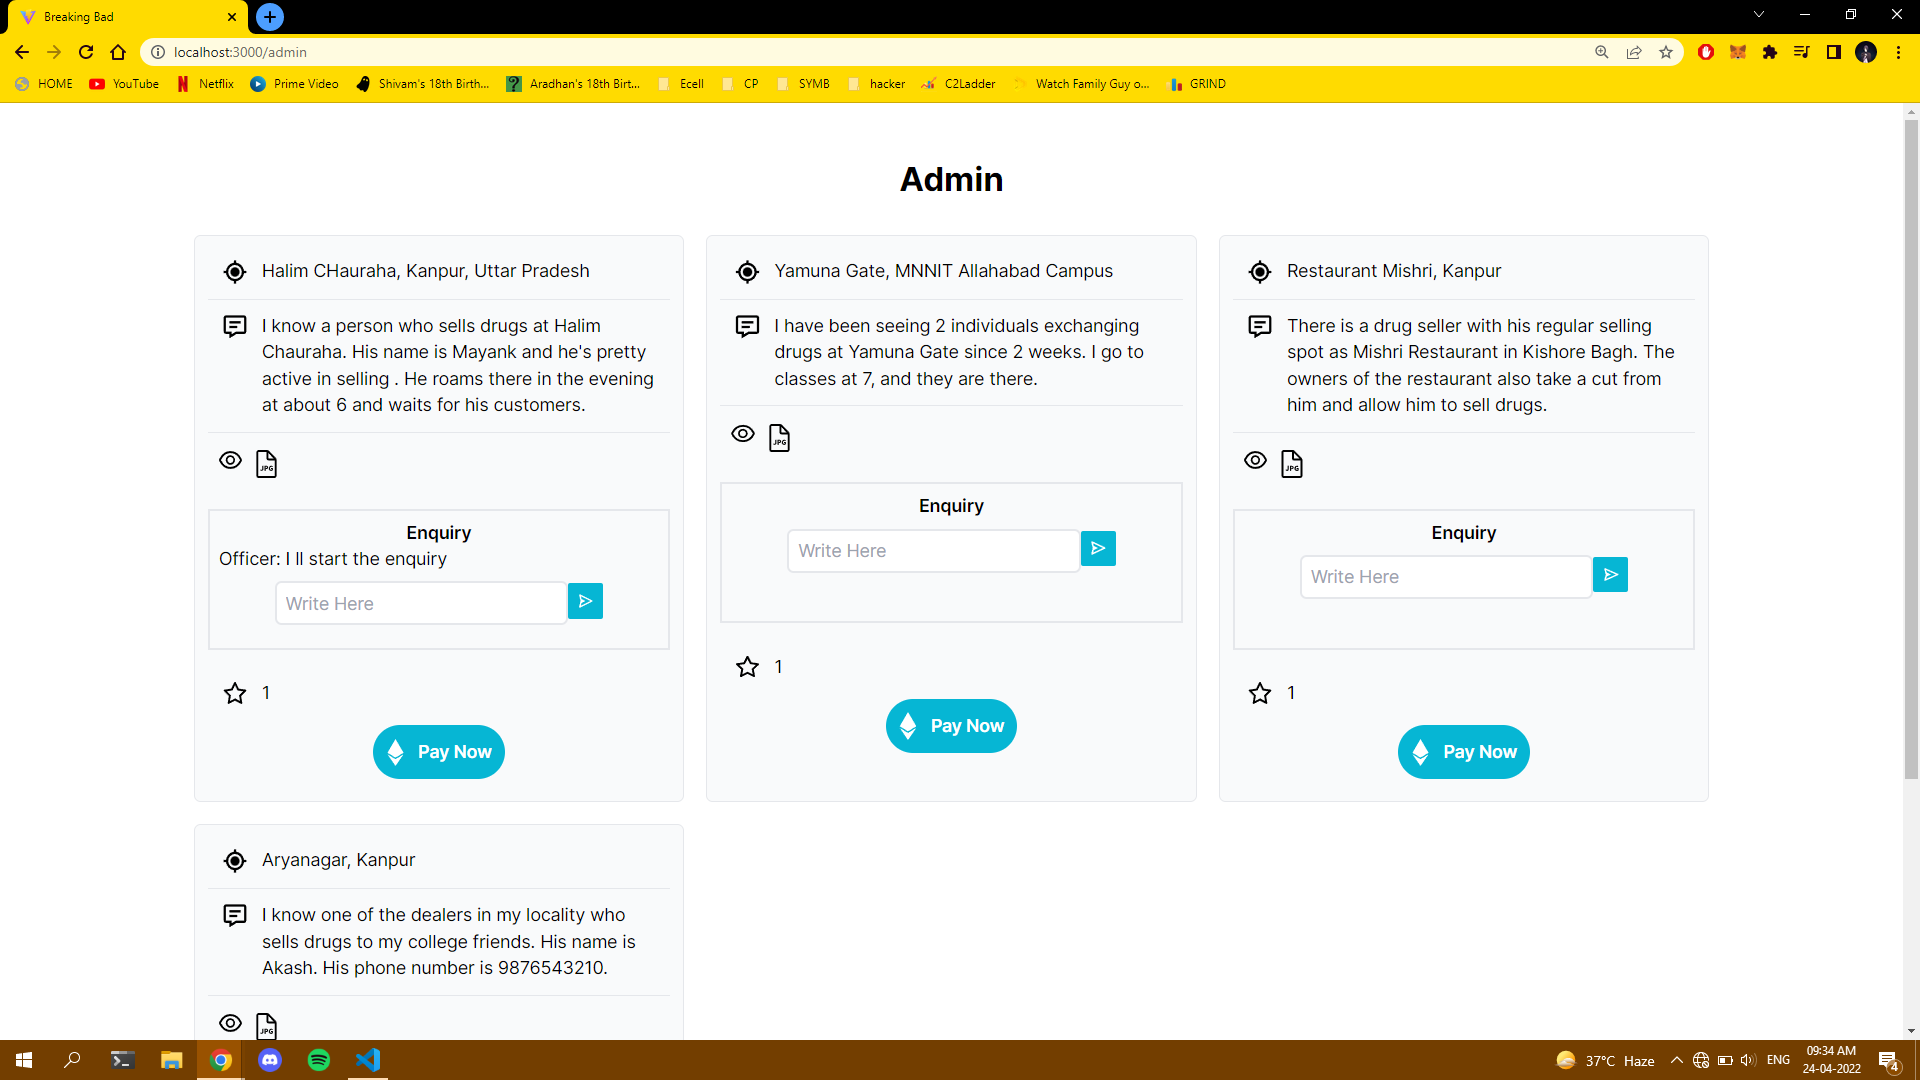 Breaking Bad
localhost:3000/admin
HOME
YouTube
Netflix
Prime Video
Shivam's 18th Birth...
Aradhan's 18th Birt...
Ecell
CP
SYMB
hacker
C2Ladder
Watch Family Guy o...
GRIND
Admin
Halim CHauraha, Kanpur, Uttar Pradesh
I know a person who sells drugs at Halim
Chauraha. His name is Mayank and he's pretty
active in selling . He roams there in the evening
at about 6 and waits for his customers.
JPG
Enquiry
Officer: I ll start the enquiry
Write Here
1
Pay Now
Yamuna Gate, MNNIT Allahabad Campus
I have been seeing 2 individuals exchanging
drugs at Yamuna Gate since 2 weeks. I go to
classes at 7, and they are there.
JPG
Enquiry
Write Here
1
Pay Now
Restaurant Mishri, Kanpur
There is a drug seller with his regular selling
spot as Mishri Restaurant in Kishore Bagh. The
owners of the restaurant also take a cut from
him and allow him to sell drugs.
JPG
Enquiry
Write Here
1
Pay Now
Aryanagar, Kanpur
I know one of the dealers in my locality who
sells drugs to my college friends. His name is
Akash. His phone number is 9876543210.
JPG
37°C Haze
ENG
09:34 AM
24-04-2022
4